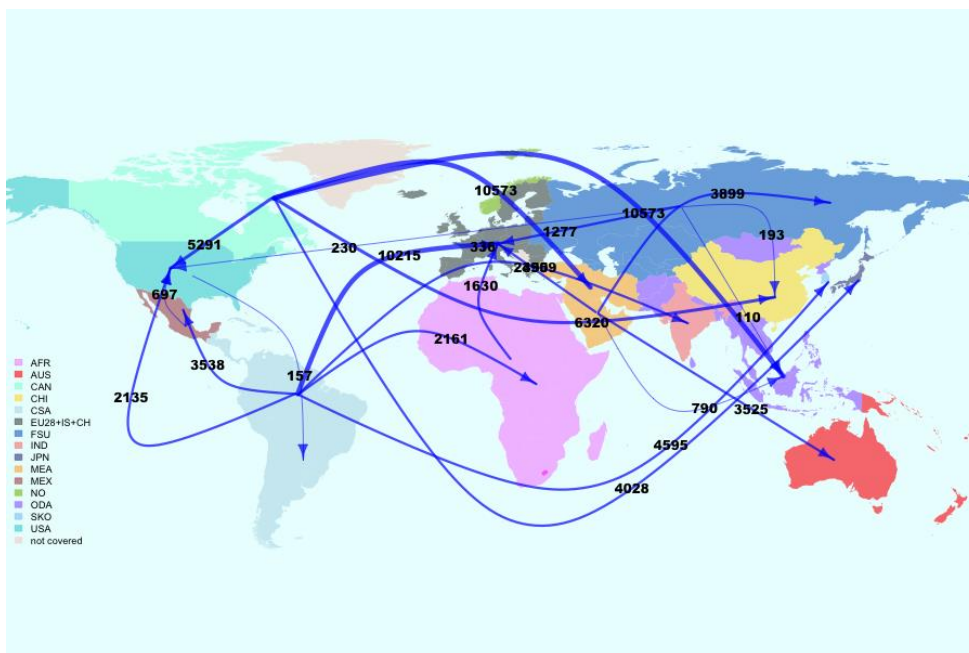 10573
3899
10573
193
1277
5291
230
336
10215
1630
697
110
6320
2161
157
3538
2135
790
3525
4595
4028
AFR
AUS
CAN
CHI
CSA
EU28+IS+CH
FSU
IND
JPN
MEA
MEX
NO
ODA
SKO
USA
not covered